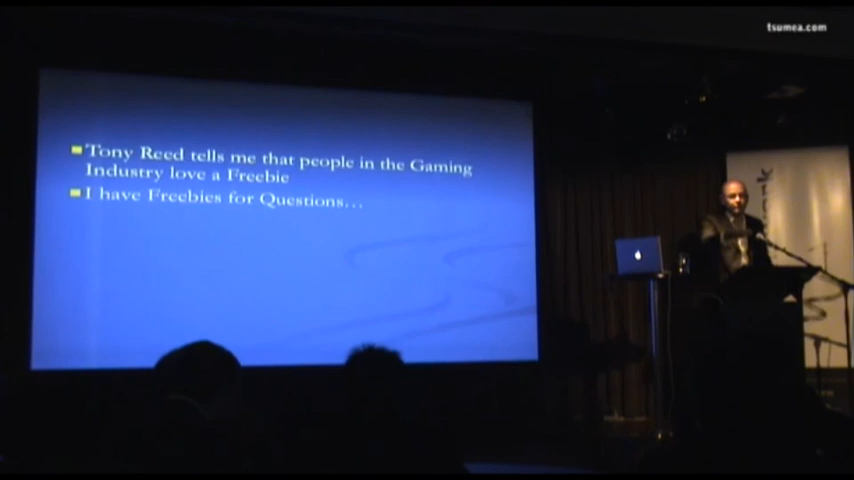 tsumea.com
Tony Reed tells me that people in the Gaming
Industry love a Freebie
I have Freebies for Questions…